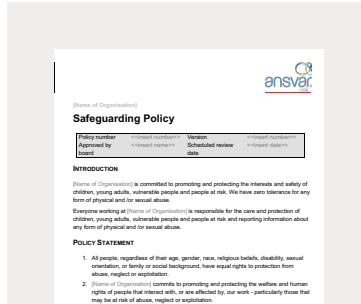 ansvar
[Name of Organisation]
Safeguarding Policy
Policy number <<insert number>> Version <<insert number>>
Approved by board <<insert name>> Scheduled review date <<insert date>>
INTRODUCTION
[Name of Organisation] is committed to promoting and protecting the interests and safety of
children, young adults, vulnerable people and people at risk. We have zero tolerance for any
form of physical and /or sexual abuse.
Everyone working at [Name of Organisation] is responsible for the care and protection of
children, young adults, vulnerable people and people at risk and reporting information about
any form of physical and /or sexual abuse.
POLICY STATEMENT
1. All people, regardless of their age, gender, race, religious beliefs, disability, sexual
orientation, or family or social background, have equal rights to protection from
abuse, neglect or exploitation.
2. [Name of Organisation] commits to promoting and protecting the welfare and human
rights of people that interact with, or are affected by, our work - particularly those that
may be at risk of abuse, neglect or exploitation.